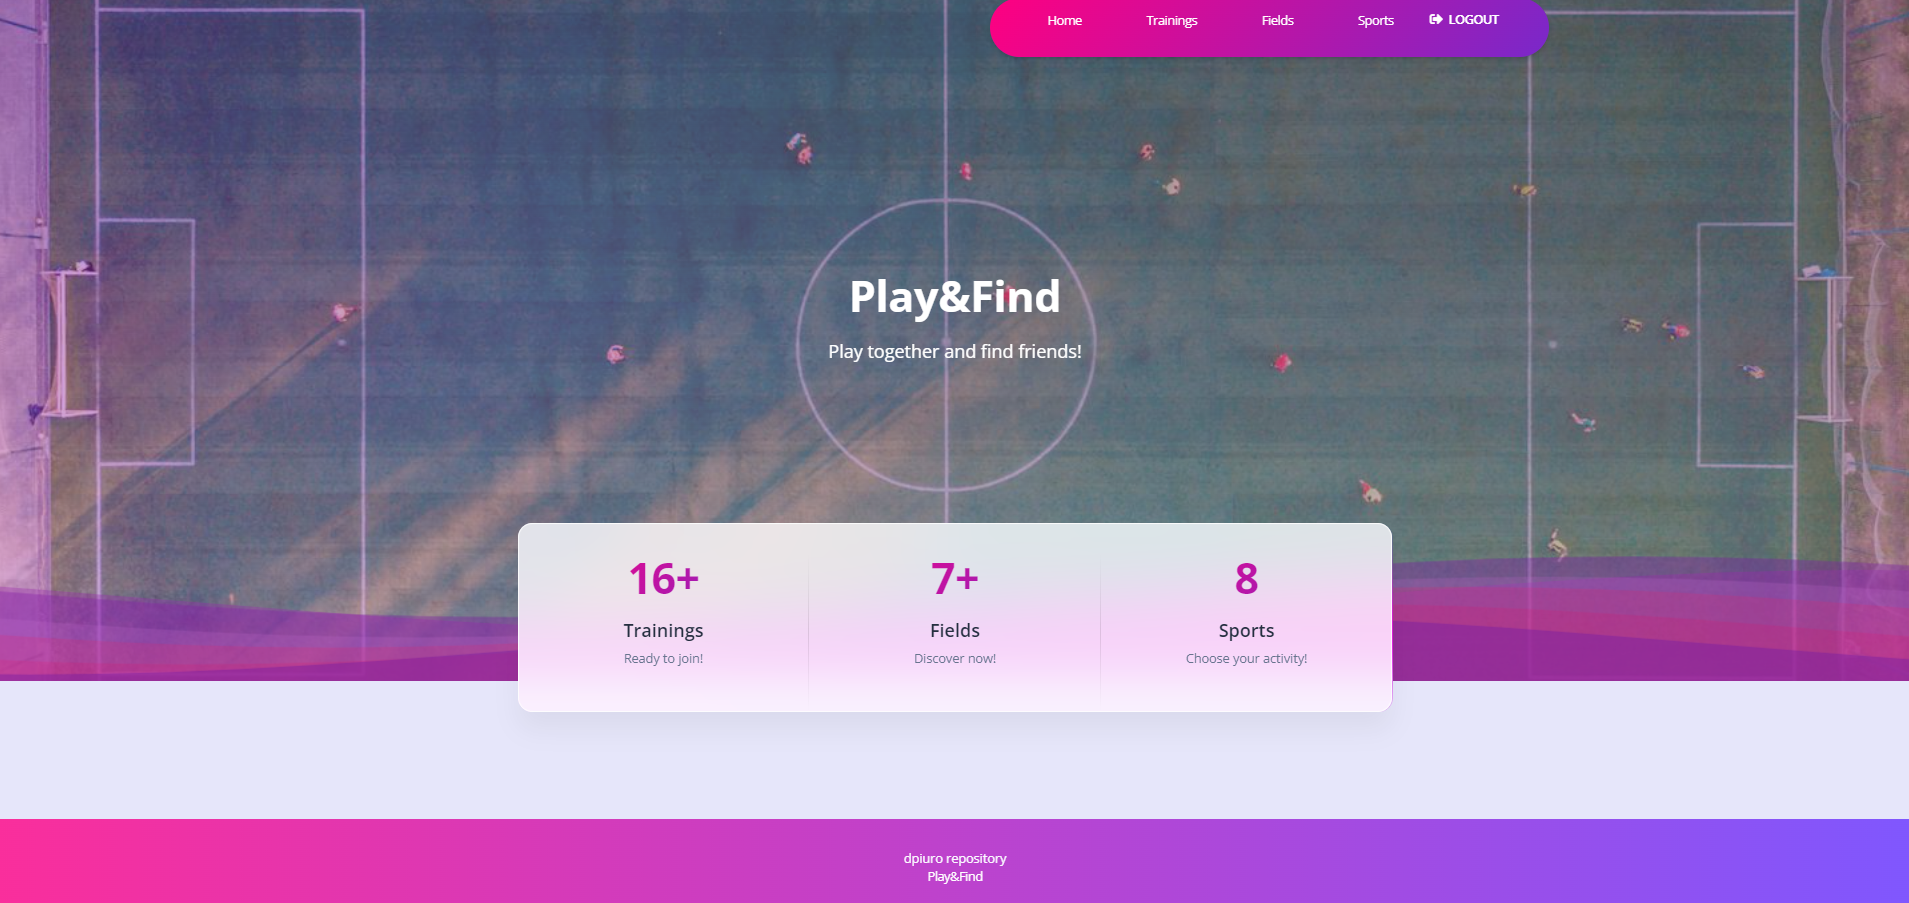 Home Trainings Fields Sports LOGOUT
Play&Find
Play together and find friends!
16+ 7+ 8
Trainings Fields Sports
Ready to join! Discover now! Choose your activity!
dpiuro repository
Play&Find